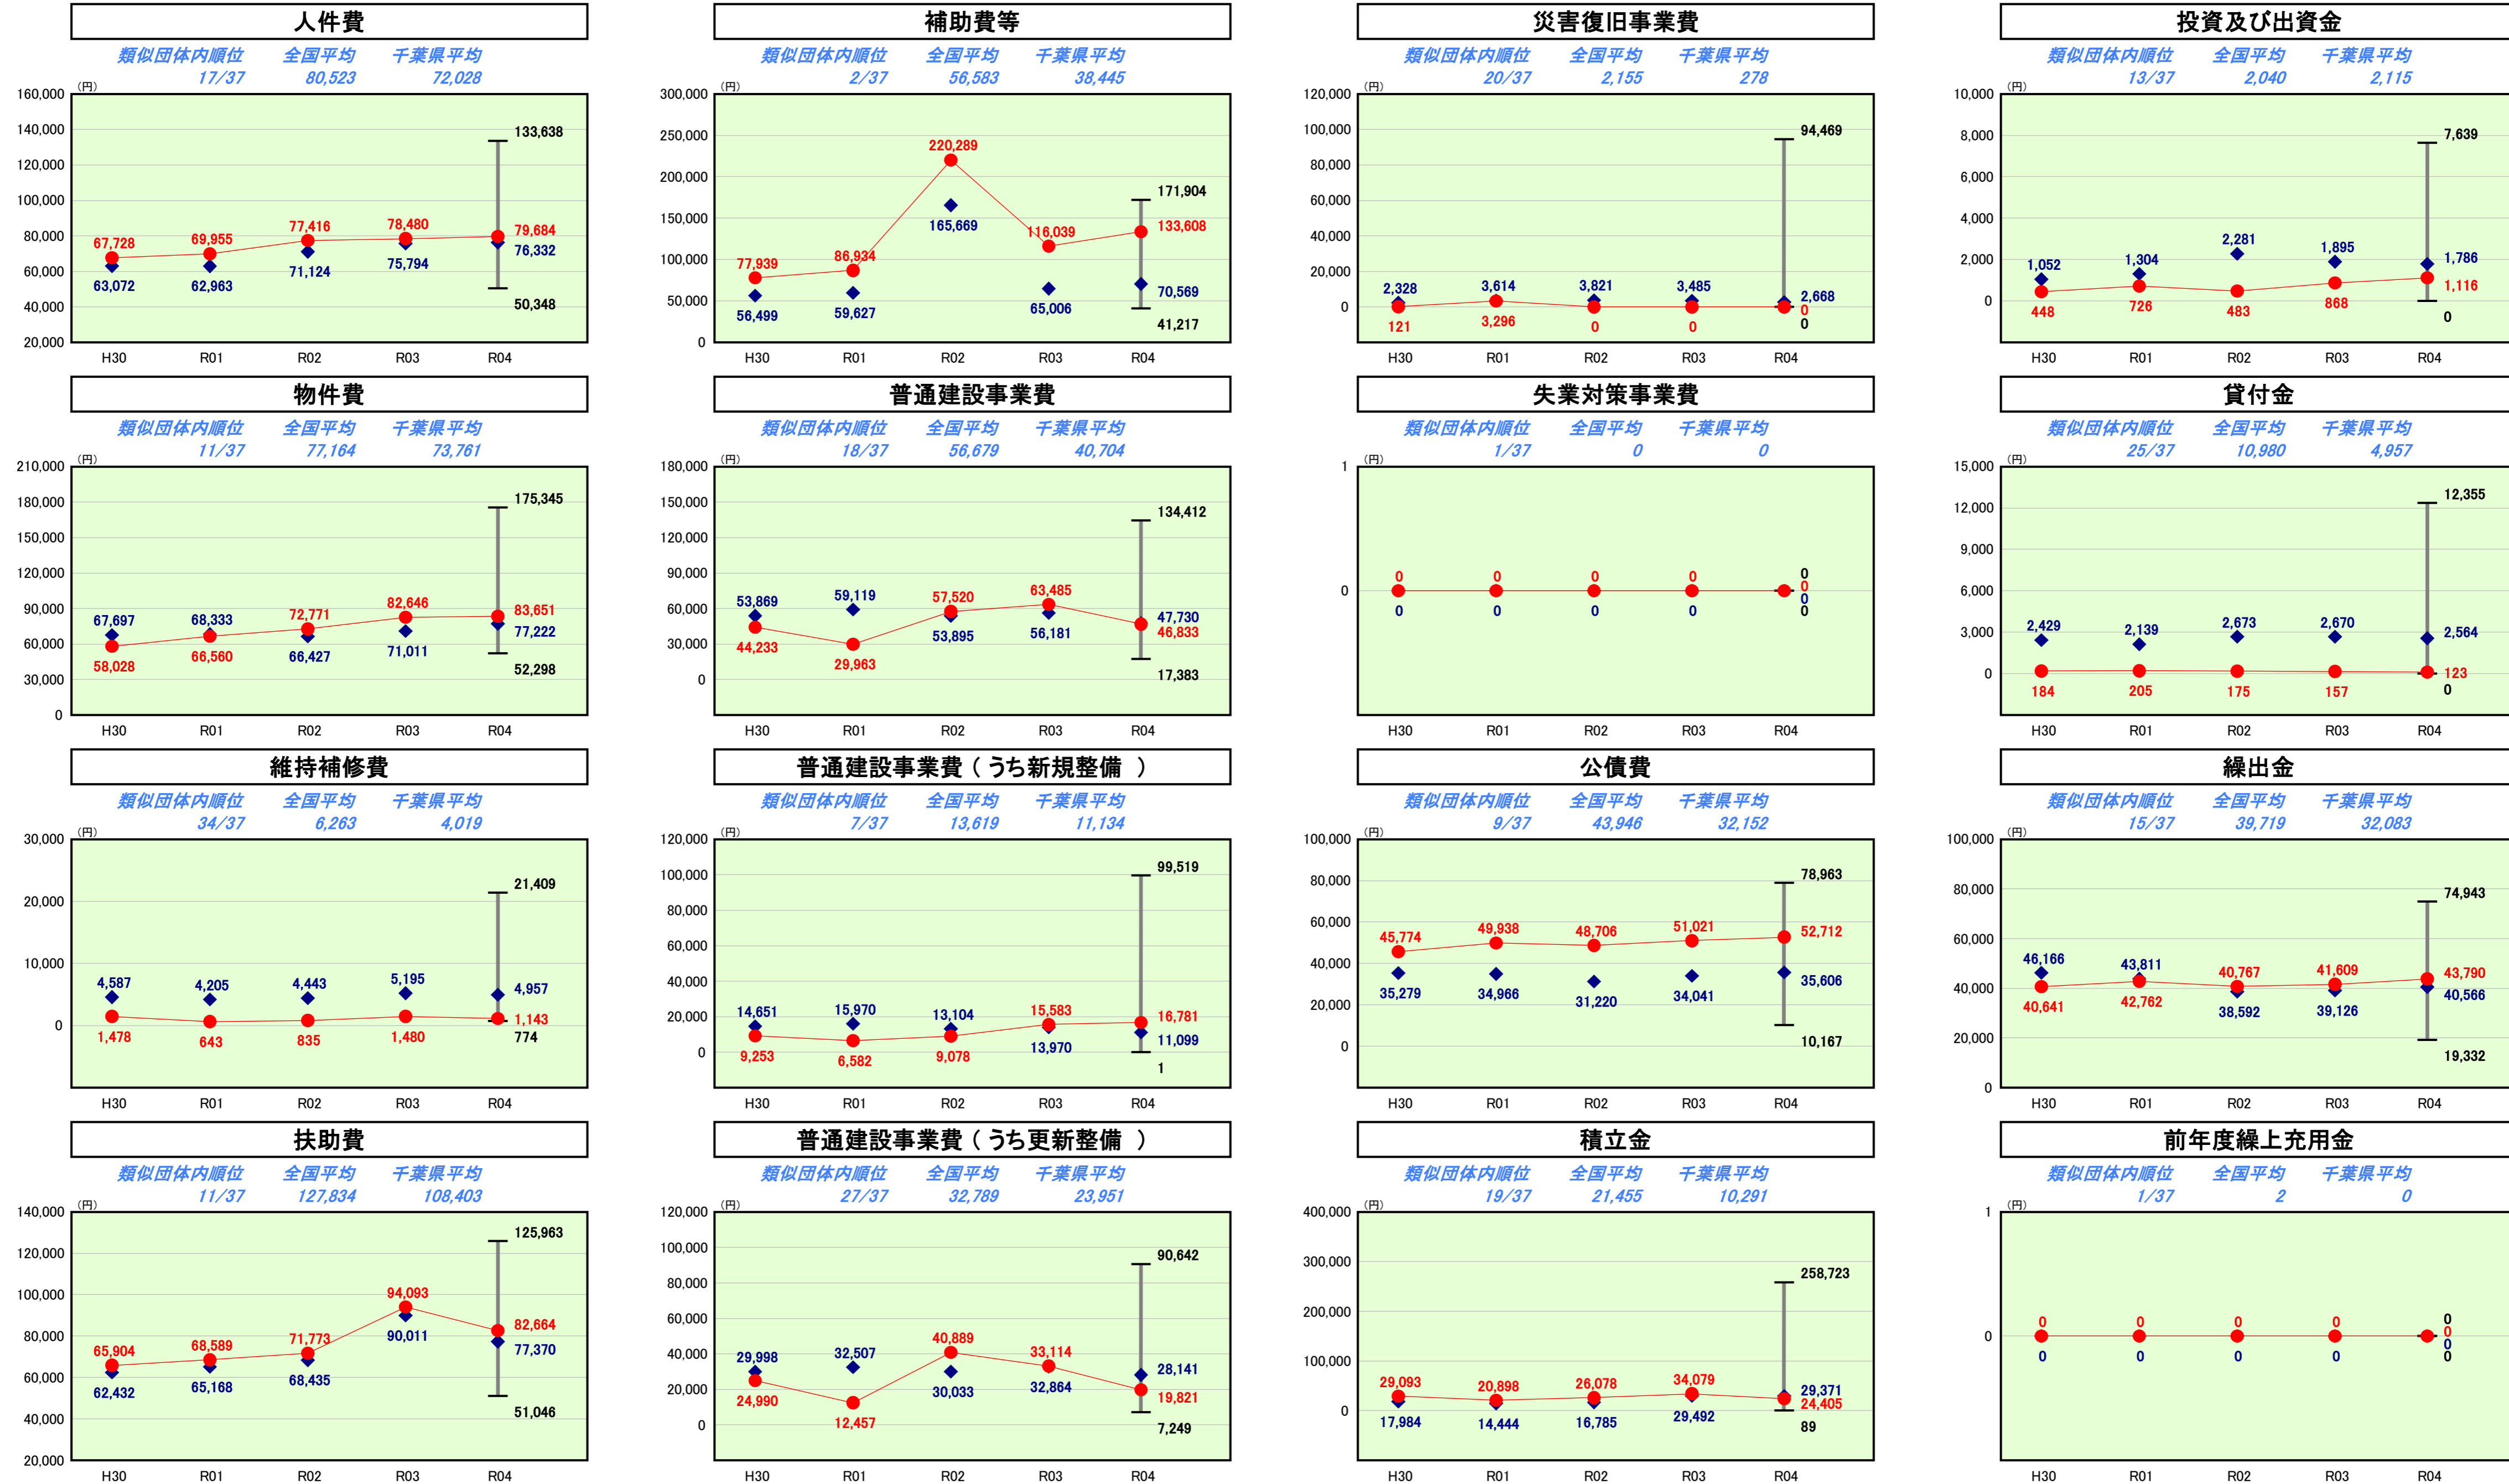 人件費
類似団体内順位 全国平均 千葉県平均
17/37 80,523 72,028
(円)
160,000
140,000
120,000
100,000
80,000
60,000
40,000
20,000
133,638
67,728 69,955 77,416 78,480 79,684
63,072 62,963 71,124 75,794 76,332
50,348
H30 R01 R02 R03 R04
補助費等
類似団体内順位 全国平均 千葉県平均
2/37 56,583 38,445
(円)
300,000
250,000
200,000
150,000
100,000
50,000
0
171,904
77,939 86,934 220,289 116,039 133,608
56,499 59,627 165,669 65,006 70,569
41,217
H30 R01 R02 R03 R04
災害復旧事業費
類似団体内順位 全国平均 千葉県平均
20/37 2,155 278
(円)
120,000
100,000
80,000
60,000
40,000
20,000
0
94,469
2,328 3,614 3,821 3,485 2,668
121 3,296 0 0 0
0
H30 R01 R02 R03 R04
投資及び出資金
類似団体内順位 全国平均 千葉県平均
13/37 2,040 2,115
(円)
10,000
8,000
6,000
4,000
2,000
0
7,639
1,052 1,304 2,281 1,895 1,786
448 726 483 868 1,116
0
H30 R01 R02 R03 R04
物件費
類似団体内順位 全国平均 千葉県平均
11/37 77,164 73,761
(円)
210,000
180,000
150,000
120,000
90,000
60,000
30,000
0
175,345
67,697 68,333 72,771 82,646 83,651
58,028 66,560 66,427 71,011 77,222
52,298
H30 R01 R02 R03 R04
普通建設事業費
類似団体内順位 全国平均 千葉県平均
18/37 56,679 40,704
(円)
180,000
150,000
120,000
90,000
60,000
30,000
0
134,412
53,869 59,119 57,520 63,485 47,730
44,233 29,963 53,895 56,181 46,833
17,383
H30 R01 R02 R03 R04
失業対策事業費
類似団体内順位 全国平均 千葉県平均
1/37 0 0
(円)
1
0
0
0 0 0 0 0
0 0 0 0 0
0
H30 R01 R02 R03 R04
貸付金
類似団体内順位 全国平均 千葉県平均
25/37 10,980 4,957
(円)
15,000
12,000
9,000
6,000
3,000
0
12,355
2,429 2,139 2,673 2,670 2,564
184 205 175 157 123
0
H30 R01 R02 R03 R04
維持補修費
類似団体内順位 全国平均 千葉県平均
34/37 6,263 4,019
(円)
30,000
20,000
10,000
0
21,409
4,587 4,205 4,443 5,195 4,957
1,478 643 835 1,480 1,143
774
H30 R01 R02 R03 R04
普通建設事業費(うち新規整備 )
類似団体内順位 全国平均 千葉県平均
7/37 13,619 11,134
(円)
120,000
100,000
80,000
60,000
40,000
20,000
0
99,519
14,651 15,970 13,104 15,583 16,781
9,253 6,582 9,078 13,970 11,099
1
H30 R01 R02 R03 R04
公債費
類似団体内順位 全国平均 千葉県平均
9/37 43,946 32,152
(円)
100,000
80,000
60,000
40,000
20,000
0
78,963
45,774 49,938 48,706 51,021 52,712
35,279 34,966 31,220 34,041 35,606
10,167
H30 R01 R02 R03 R04
繰出金
類似団体内順位 全国平均 千葉県平均
15/37 39,719 32,083
(円)
100,000
80,000
60,000
40,000
20,000
0
74,943
46,166 43,811 40,767 41,609 43,790
40,641 42,762 38,592 39,126 40,566
19,332
H30 R01 R02 R03 R04
扶助費
類似団体内順位 全国平均 千葉県平均
11/37 127,834 108,403
(円)
140,000
120,000
100,000
80,000
60,000
40,000
20,000
125,963
65,904 68,589 71,773 94,093 82,664
62,432 65,168 68,435 90,011 77,370
51,046
H30 R01 R02 R03 R04
普通建設事業費(うち更新整備 )
類似団体内順位 全国平均 千葉県平均
27/37 32,789 23,951
(円)
120,000
100,000
80,000
60,000
40,000
20,000
0
90,642
29,998 32,507 40,889 33,114 28,141
24,990 12,457 30,033 32,864 19,821
7,249
H30 R01 R02 R03 R04
積立金
類似団体内順位 全国平均 千葉県平均
19/37 21,455 10,291
(円)
400,000
300,000
200,000
100,000
0
258,723
29,093 20,898 26,078 34,079 29,371
17,984 14,444 16,785 29,492 24,405
89
H30 R01 R02 R03 R04
前年度繰上充用金
類似団体内順位 全国平均 千葉県平均
1/37 2 0
(円)
1
0
0
0 0 0 0 0
0 0 0 0 0
0
H30 R01 R02 R03 R04